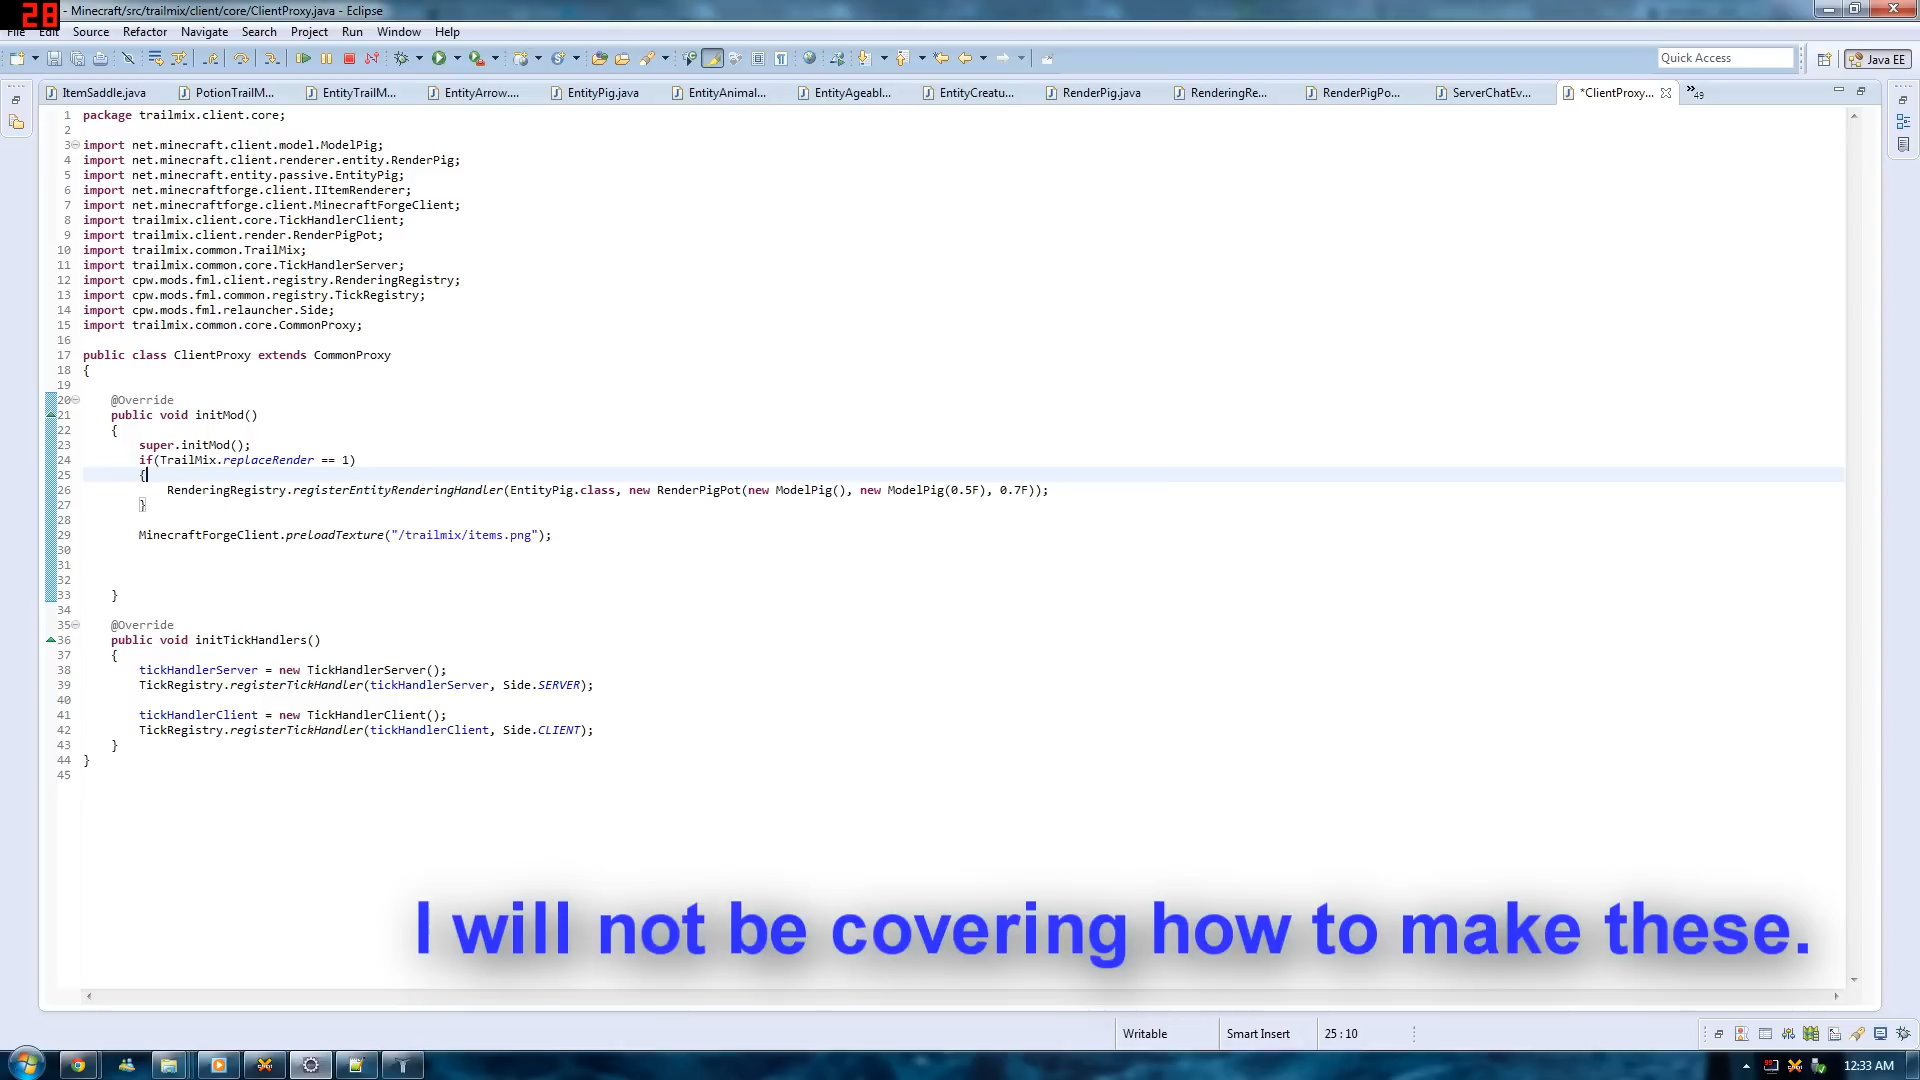 28 - Minecraft/src/trailmix/client/core/ClientProxy.java - Eclipse
File Edit Source Refactor Navigate Search Project Run Window Help
Quick Access Java EE
ItemSaddle.java PotionTrailM... EntityTrailM... EntityArrow.... EntityPig.java EntityAnimal... EntityAgeabl... EntityCreatu... RenderPig.java RenderingRe... RenderPigPo... ServerChatEv... *ClientProxy... »49
1 package trailmix.client.core;
2
3 import net.minecraft.client.model.ModelPig;
4 import net.minecraft.client.renderer.entity.RenderPig;
5 import net.minecraft.entity.passive.EntityPig;
6 import net.minecraftforge.client.IItemRenderer;
7 import net.minecraftforge.client.MinecraftForgeClient;
8 import trailmix.client.core.TickHandlerClient;
9 import trailmix.client.render.RenderPigPot;
10 import trailmix.common.TrailMix;
11 import trailmix.common.core.TickHandlerServer;
12 import cpw.mods.fml.client.registry.RenderingRegistry;
13 import cpw.mods.fml.common.registry.TickRegistry;
14 import cpw.mods.fml.relauncher.Side;
15 import trailmix.common.core.CommonProxy;
16
17 public class ClientProxy extends CommonProxy
18 {
19
20 @Override
21 public void initMod()
22 {
23 super.initMod();
24 if(TrailMix.replaceRender == 1)
25 {
26 RenderingRegistry.registerEntityRenderingHandler(EntityPig.class, new RenderPigPot(new ModelPig(), new ModelPig(0.5F), 0.7F));
27 }
28
29 MinecraftForgeClient.preloadTexture("/trailmix/items.png");
30
31
32
33 }
34
35 @Override
36 public void initTickHandlers()
37 {
38 tickHandlerServer = new TickHandlerServer();
39 TickRegistry.registerTickHandler(tickHandlerServer, Side.SERVER);
40
41 tickHandlerClient = new TickHandlerClient();
42 TickRegistry.registerTickHandler(tickHandlerClient, Side.CLIENT);
43 }
44 }
45
I will not be covering how to make these.
Writable Smart Insert 25 : 10
12:33 AM